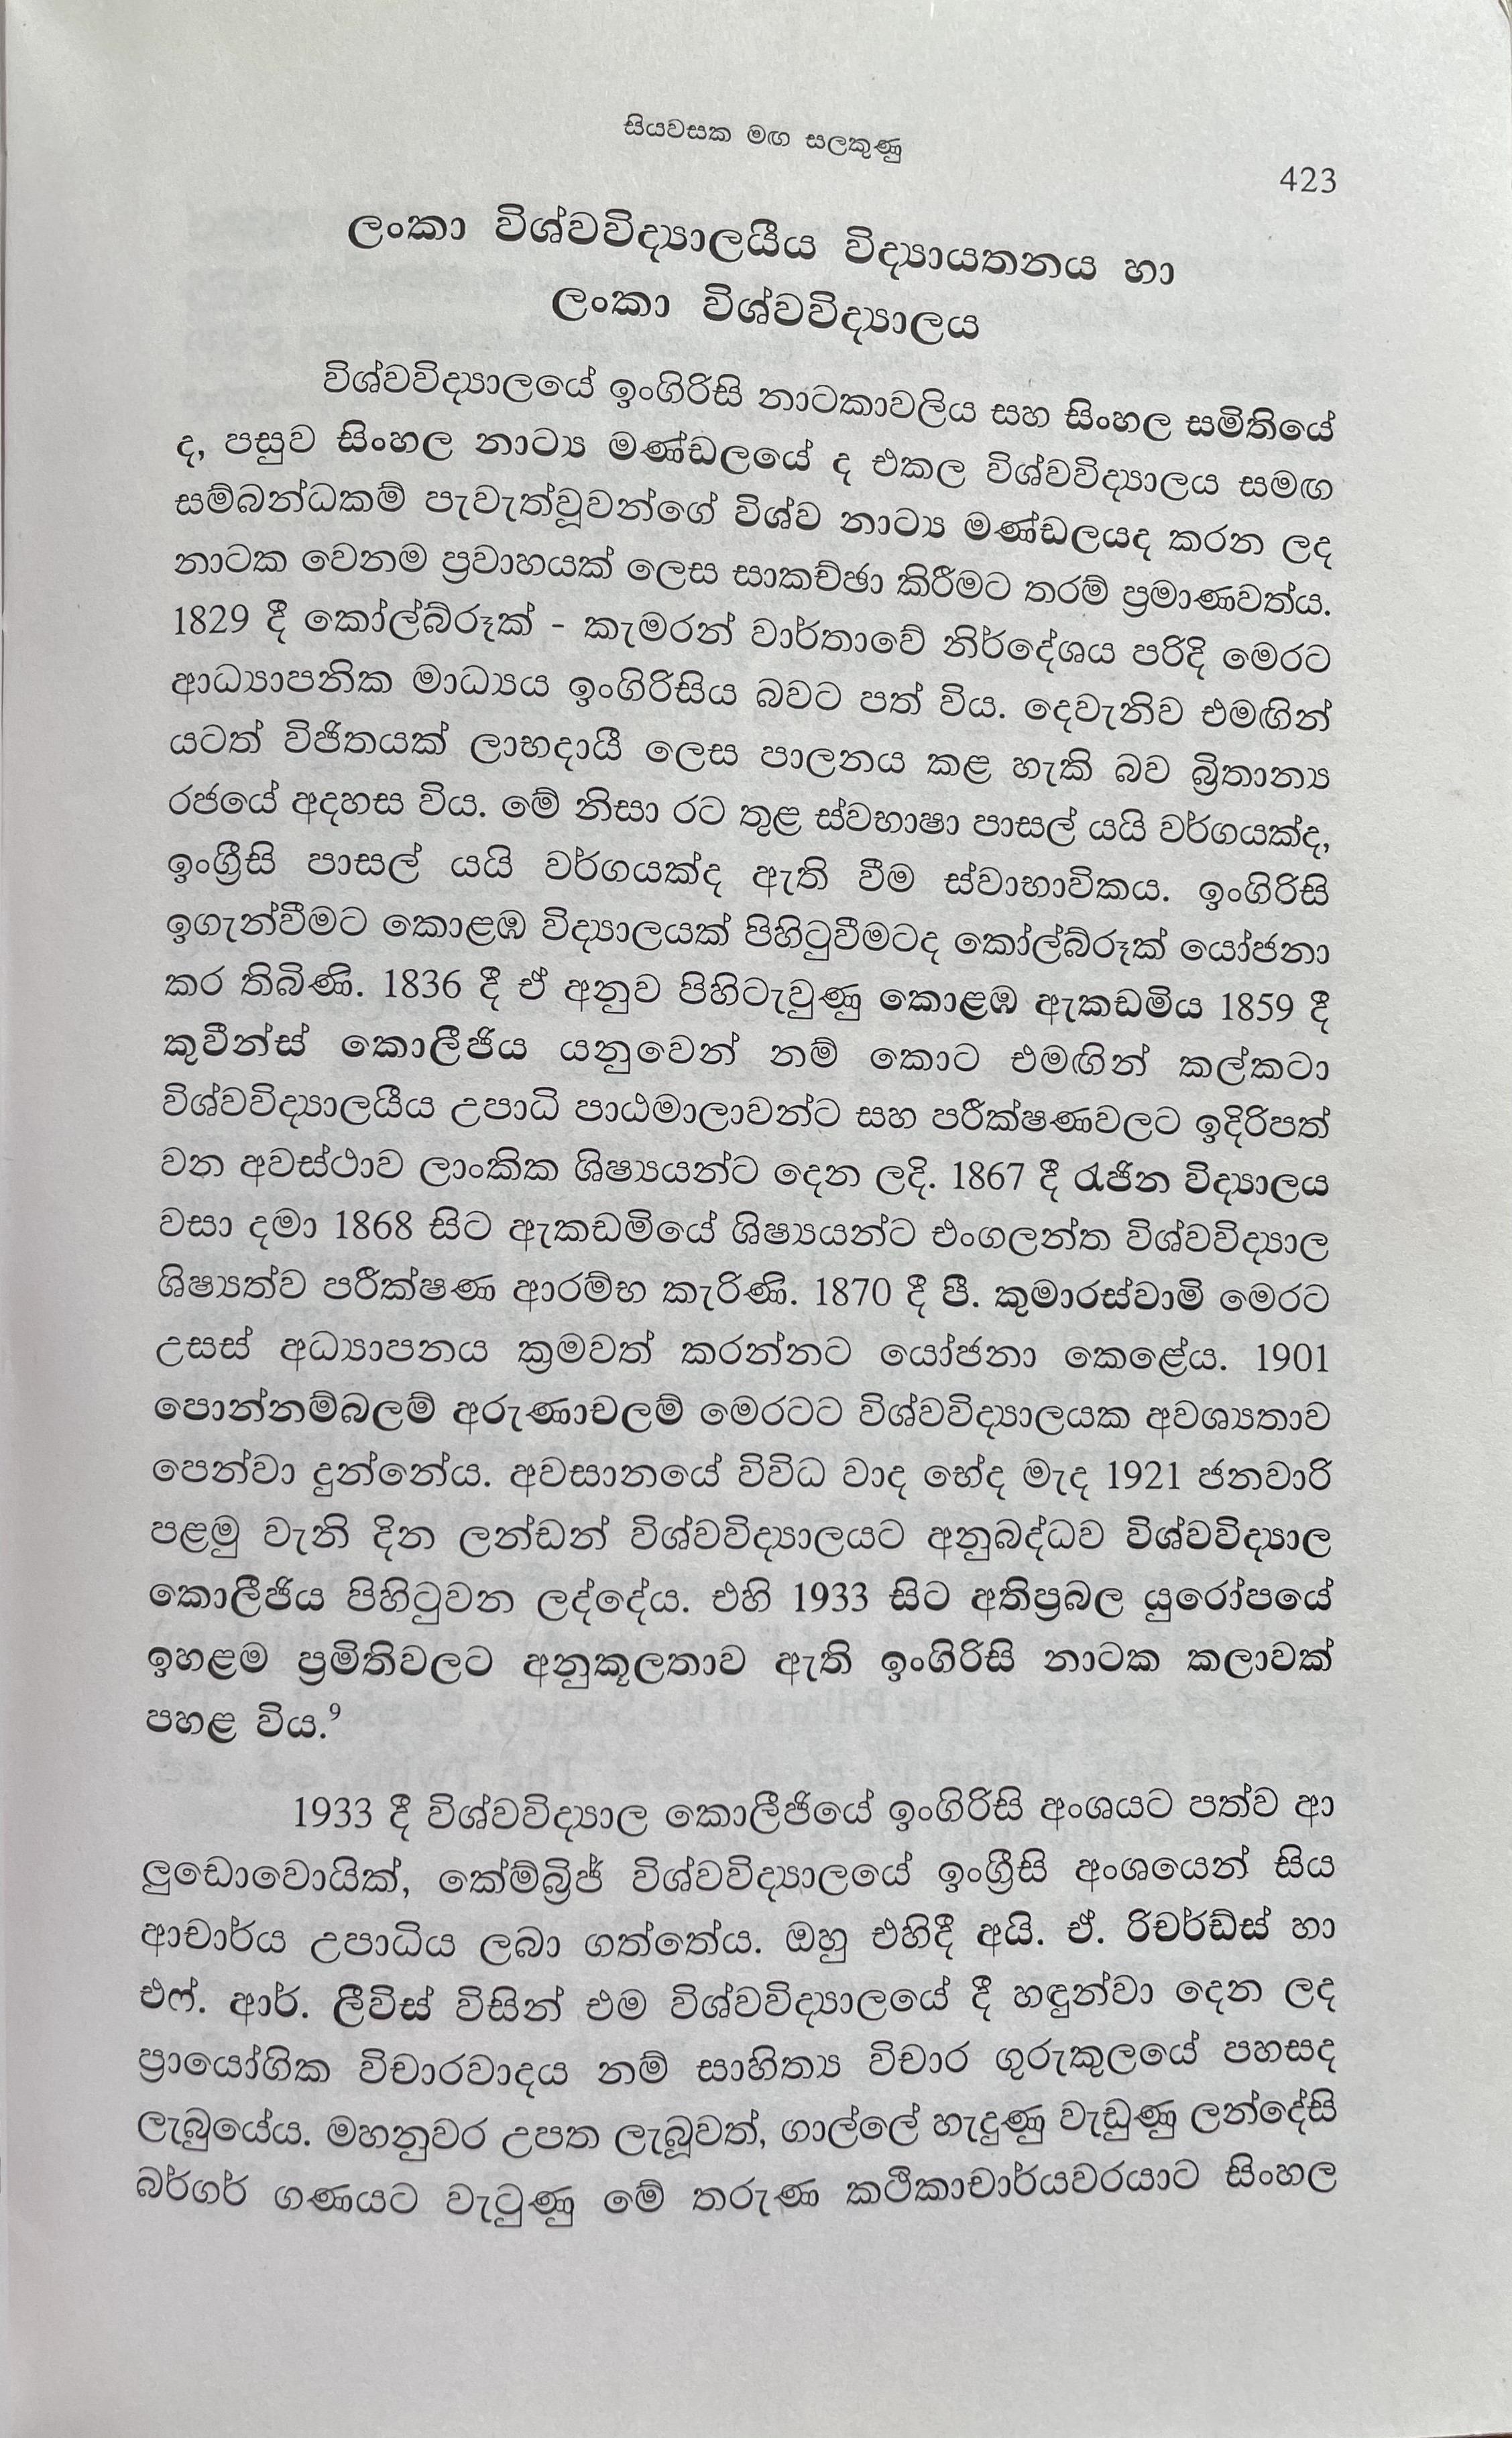 සියවසක මඟ සලකුණු
423
ලංකා විශ්වවිද්‍යාලයීය විද්‍යායතනය හා
ලංකා විශ්වවිද්‍යාලය
විශ්වවිද්‍යාලයේ ඉංගිරිසි නාටකාවලිය සහ සිංහල සමිතියේ
ද, පසුව සිංහල නාට්‍ය මණ්ඩලයේ ද එකල විශ්වවිද්‍යාලය සමඟ
සම්බන්ධකම් පැවැත්වූවන්ගේ විශ්ව නාට්‍ය මණ්ඩලයද කරන ලද
නාටක වෙනම ප්‍රවාහයක් ලෙස සාකච්ඡා කිරීමට තරම් ප්‍රමාණවත්ය.
1829 දී කෝල්බ්රූක් - කැමරන් වාර්තාවේ නිර්දේශය පරිදි මෙරට
ආධ්‍යාපනික මාධ්‍යය ඉංගිරිසිය බවට පත් විය. දෙවැනිව එමඟින්
යටත් විජිතයක් ලාභදායී ලෙස පාලනය කළ හැකි බව බ්‍රිතාන්‍ය
රජයේ අදහස විය. මේ නිසා රට තුළ ස්වභාෂා පාසල් යයි වර්ගයක්ද,
ඉංග්‍රීසි පාසල් යයි වර්ගයක්ද ඇති වීම ස්වාභාවිකය. ඉංගිරිසි
ඉගැන්වීමට කොළඹ විද්‍යාලයක් පිහිටුවීමටද කෝල්බ්රූක් යෝජනා
කර තිබිණි. 1836 දී ඒ අනුව පිහිටැවුණු කොළඹ ඇකඩමිය 1859 දී
කුවීන්ස් කොලීජිය යනුවෙන් නම් කොට එමඟින් කල්කටා
විශ්වවිද්‍යාලයීය උපාධි පාඨමාලාවන්ට සහ පරීක්ෂණවලට ඉදිරිපත්
වන අවස්ථාව ලාංකික ශිෂ්‍යයන්ට දෙන ලදි. 1867 දී රැජින විද්‍යාලය
වසා දමා 1868 සිට ඇකඩමියේ ශිෂ්‍යයන්ට එංගලන්ත විශ්වවිද්‍යාල
ශිෂ්‍යත්ව පරීක්ෂණ ආරම්භ කැරිණි. 1870 දී පී. කුමාරස්වාමි මෙරට
උසස් අධ්‍යාපනය ක්‍රමවත් කරන්නට යෝජනා කෙළේය. 1901
පොන්නම්බලම් අරුණාචලම් මෙරටට විශ්වවිද්‍යාලයක අවශ්‍යතාව
පෙන්වා දුන්නේය. අවසානයේ විවිධ වාද භේද මැද 1921 ජනවාරි
පළමු වැනි දින ලන්ඩන් විශ්වවිද්‍යාලයට අනුබද්ධව විශ්වවිද්‍යාල
කොලීජිය පිහිටුවන ලද්දේය. එහි 1933 සිට අතිප්‍රබල යුරෝපයේ
ඉහළම ප්‍රමිතිවලට අනුකූලතාව ඇති ඉංගිරිසි නාටක කලාවක්
පහළ විය.⁹
1933 දී විශ්වවිද්‍යාල කොලීජියේ ඉංගිරිසි අංශයට පත්ව ආ
ලුඩොවොයික්, කේම්බ්‍රිජ් විශ්වවිද්‍යාලයේ ඉංග්‍රීසි අංශයෙන් සිය
ආචාර්ය උපාධිය ලබා ගත්තේය. ඔහු එහිදී අයි. ඒ. රිචර්ඩ්ස් හා
එෆ්. ආර්. ලීවිස් විසින් එම විශ්වවිද්‍යාලයේ දී හඳුන්වා දෙන ලද
ප්‍රායෝගික විචාරවාදය නම් සාහිත්‍ය විචාර ගුරුකුලයේ පහසද
ලැබුයේය. මහනුවර උපත ලැබූවත්, ගාල්ලේ හැදුණු වැඩුණු ලන්දේසි
බර්ගර් ගණයට වැටුණු මේ තරුණ කථිකාචාර්යවරයාට සිංහල